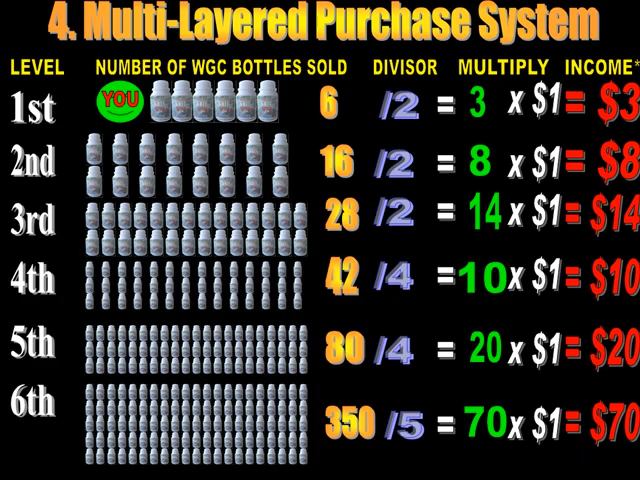 4. Multi-Layered Purchase System
LEVEL NUMBER OF WGC BOTTLES SOLD DIVISOR MULTIPLY INCOME*
1st YOU 6 /2 = 3 x $1 = $3
2nd 16 /2 = 8 x $1 = $8
3rd 28 /2 = 14 x $1 = $14
4th 42 /4 = 10 x $1 = $10
5th 80 /4 = 20 x $1 = $20
6th 350 /5 = 70 x $1 = $70